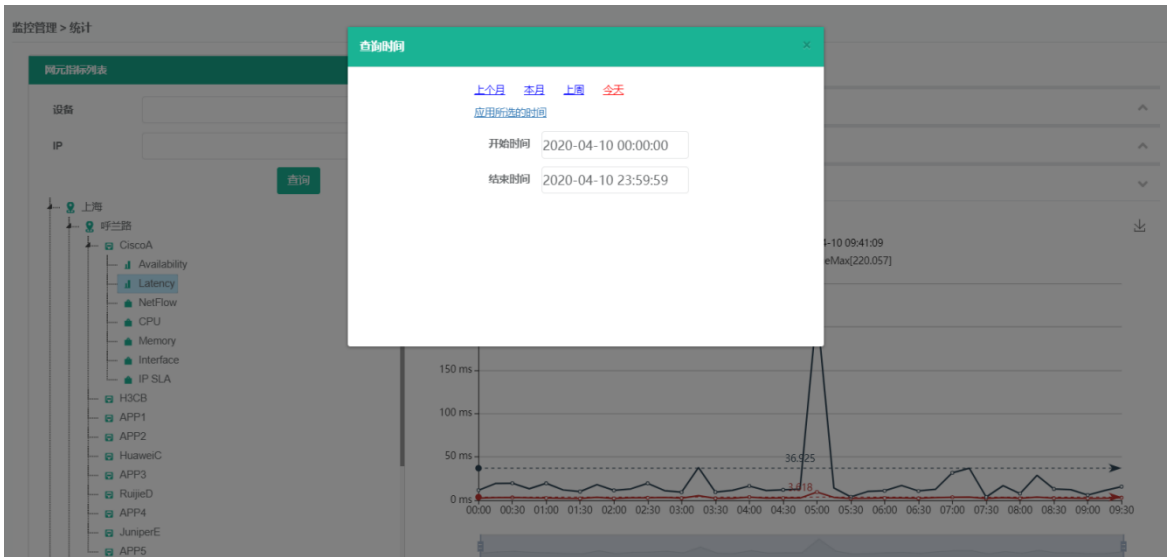 监控管理 > 统计
查询时间
×
网元指标列表
设备
IP
查询
上海
呼兰路
CiscoA
Availability
Latency
NetFlow
CPU
Memory
Interface
IP SLA
H3CB
APP1
APP2
HuaweiC
APP3
RuijieD
APP4
JuniperE
APP5
上个月 本月 上周 今天
应用所选的时间
开始时间 2020-04-10 00:00:00
结束时间 2020-04-10 23:59:59
-10 09:41:09
eMax[220.057]
150 ms
100 ms
50 ms
0 ms
36.925
3.618
00:00 00:30 01:00 01:30 02:00 02:30 03:00 03:30 04:00 04:30 05:00 05:30 06:00 06:30 07:00 07:30 08:00 08:30 09:00 09:30